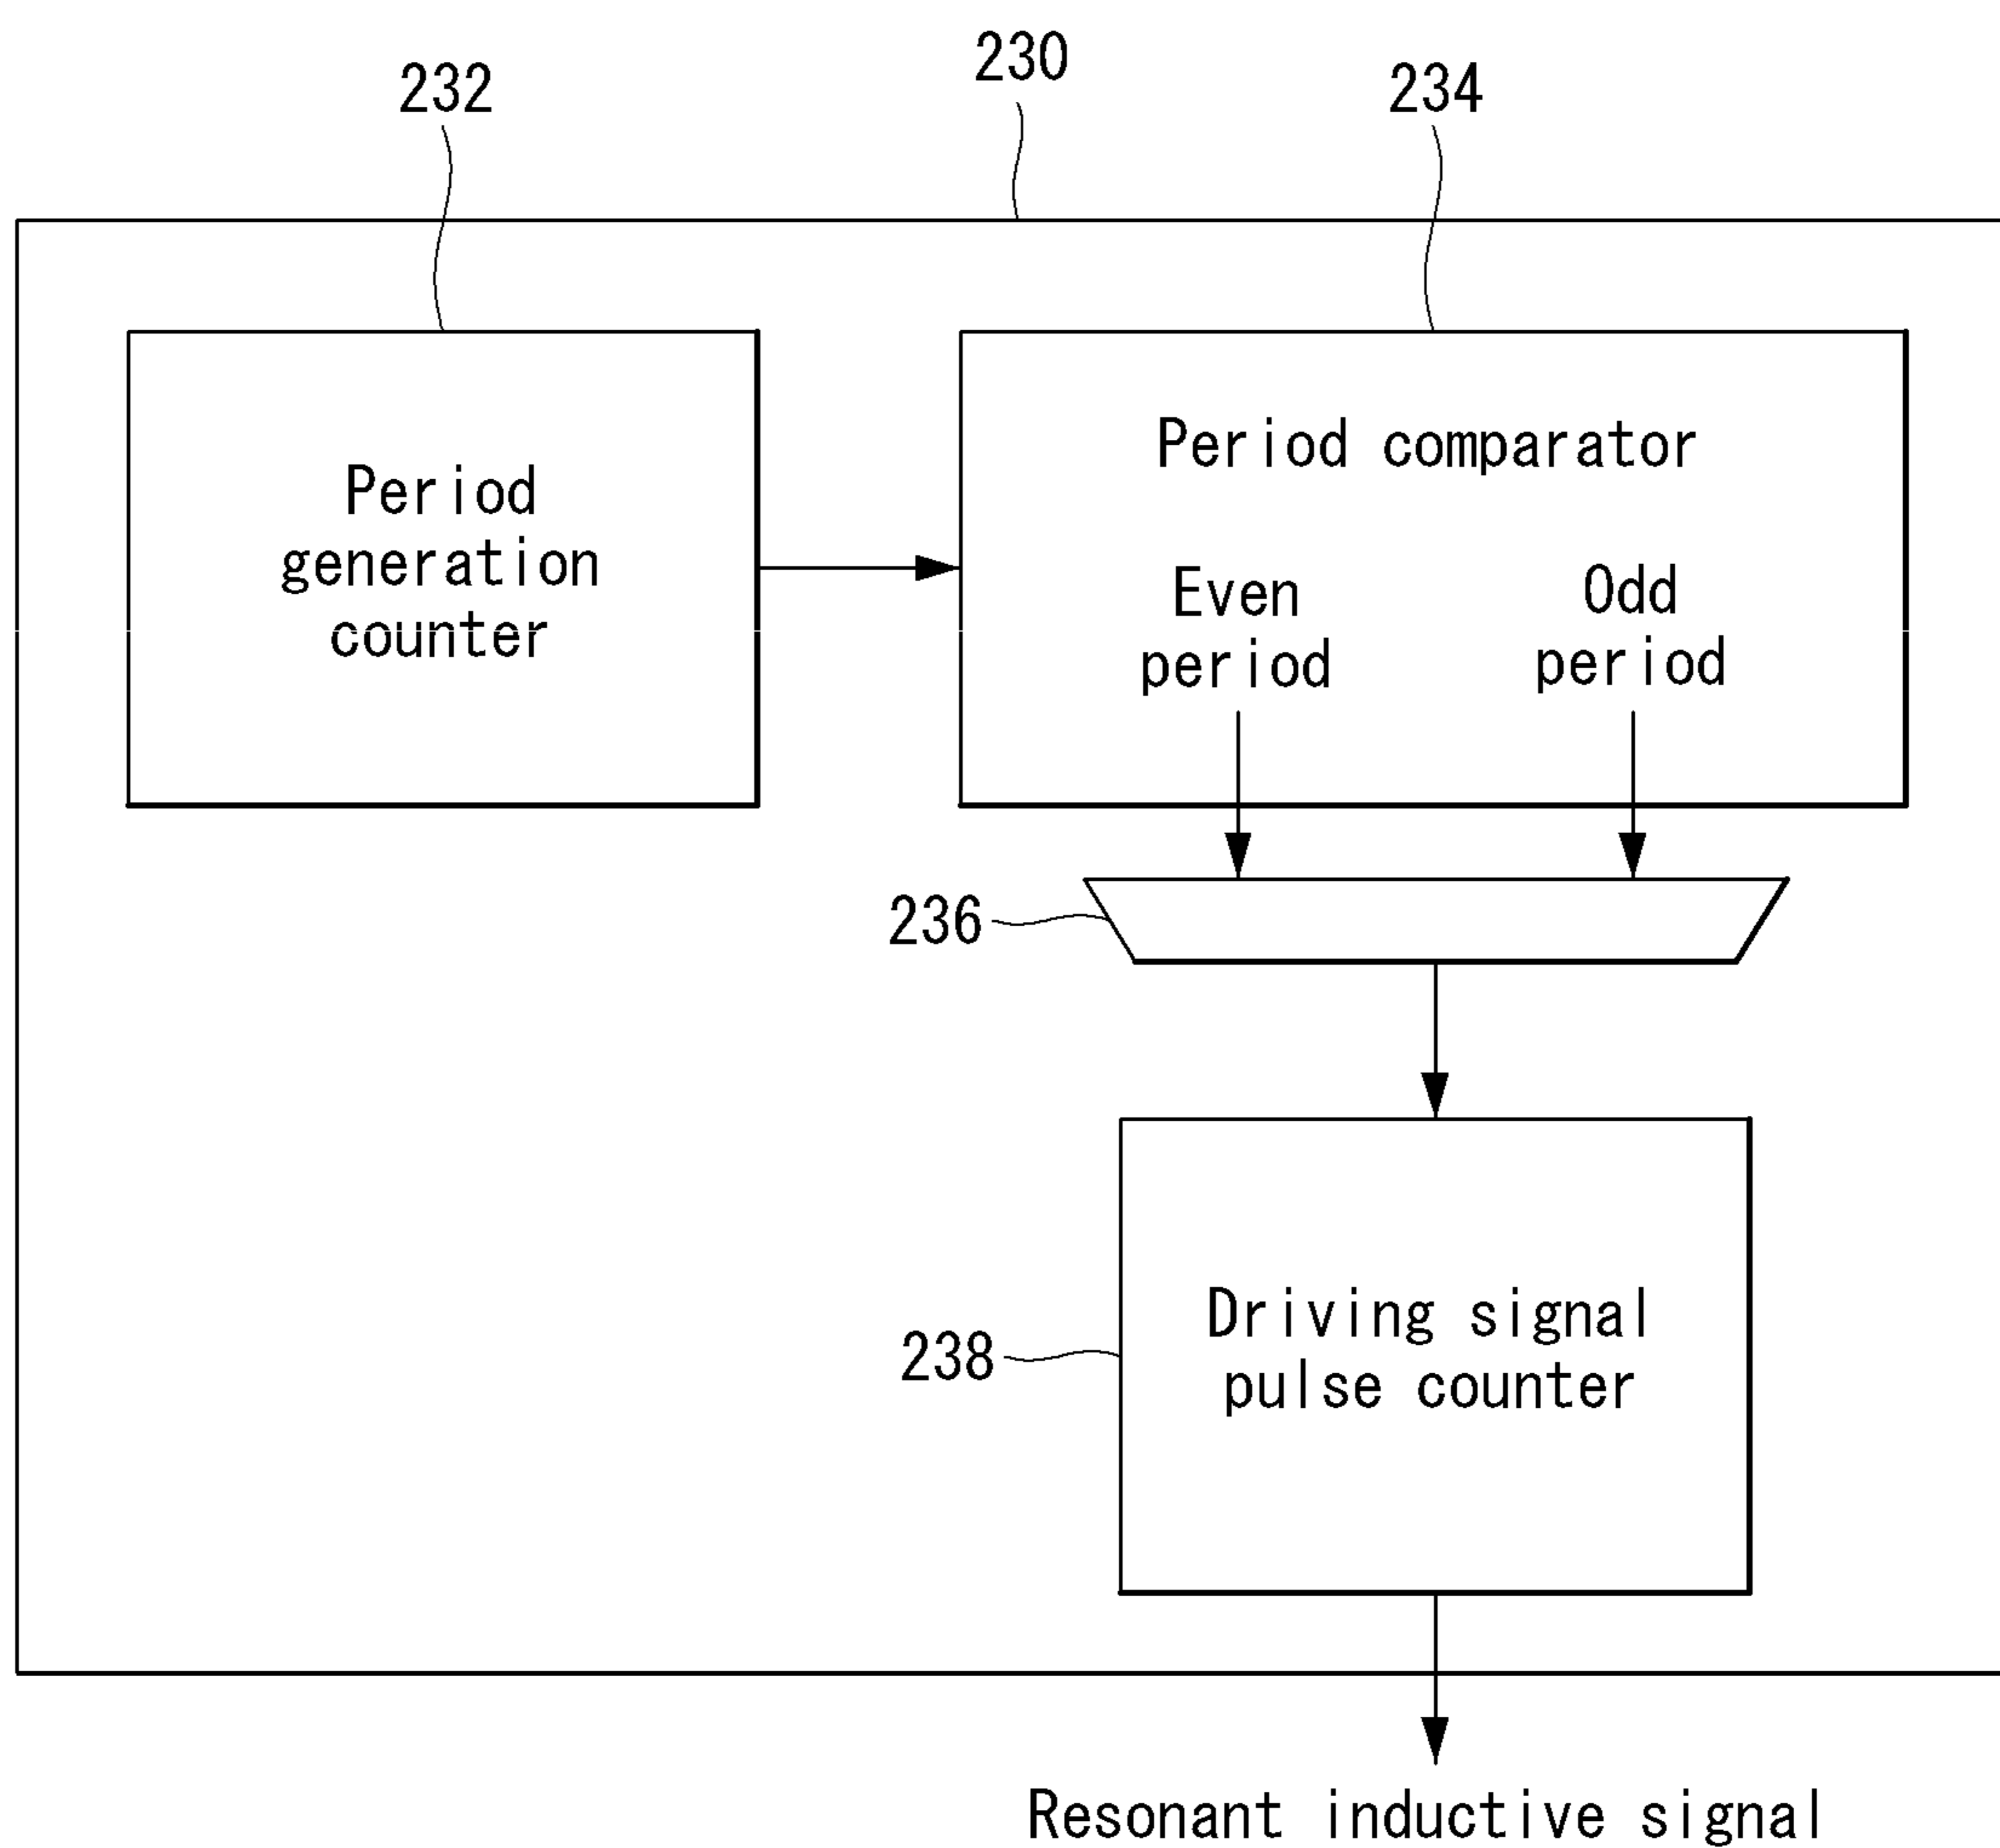 230
232
234
Period
generation
counter
Period comparator
Even
period
Odd
period
236
238
Driving signal
pulse counter
Resonant inductive signal